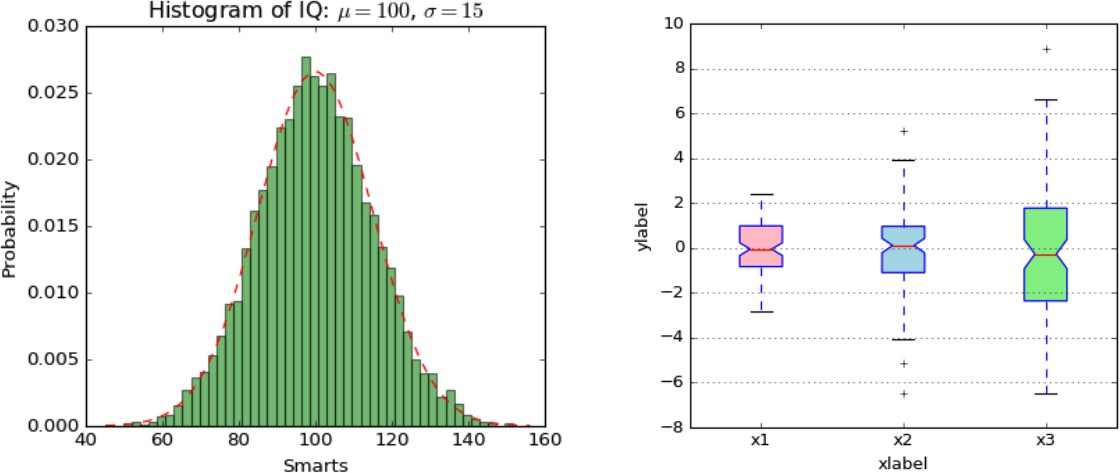 Histogram of IQ: μ = 100, σ = 15
0.030
0.025
0.020
0.015
0.010
0.005
0.000
Probability
40 60 80 100 120 140 160
Smarts
10
8
6
4
2
0
−2
−4
−6
−8
ylabel
x1 x2 x3
xlabel